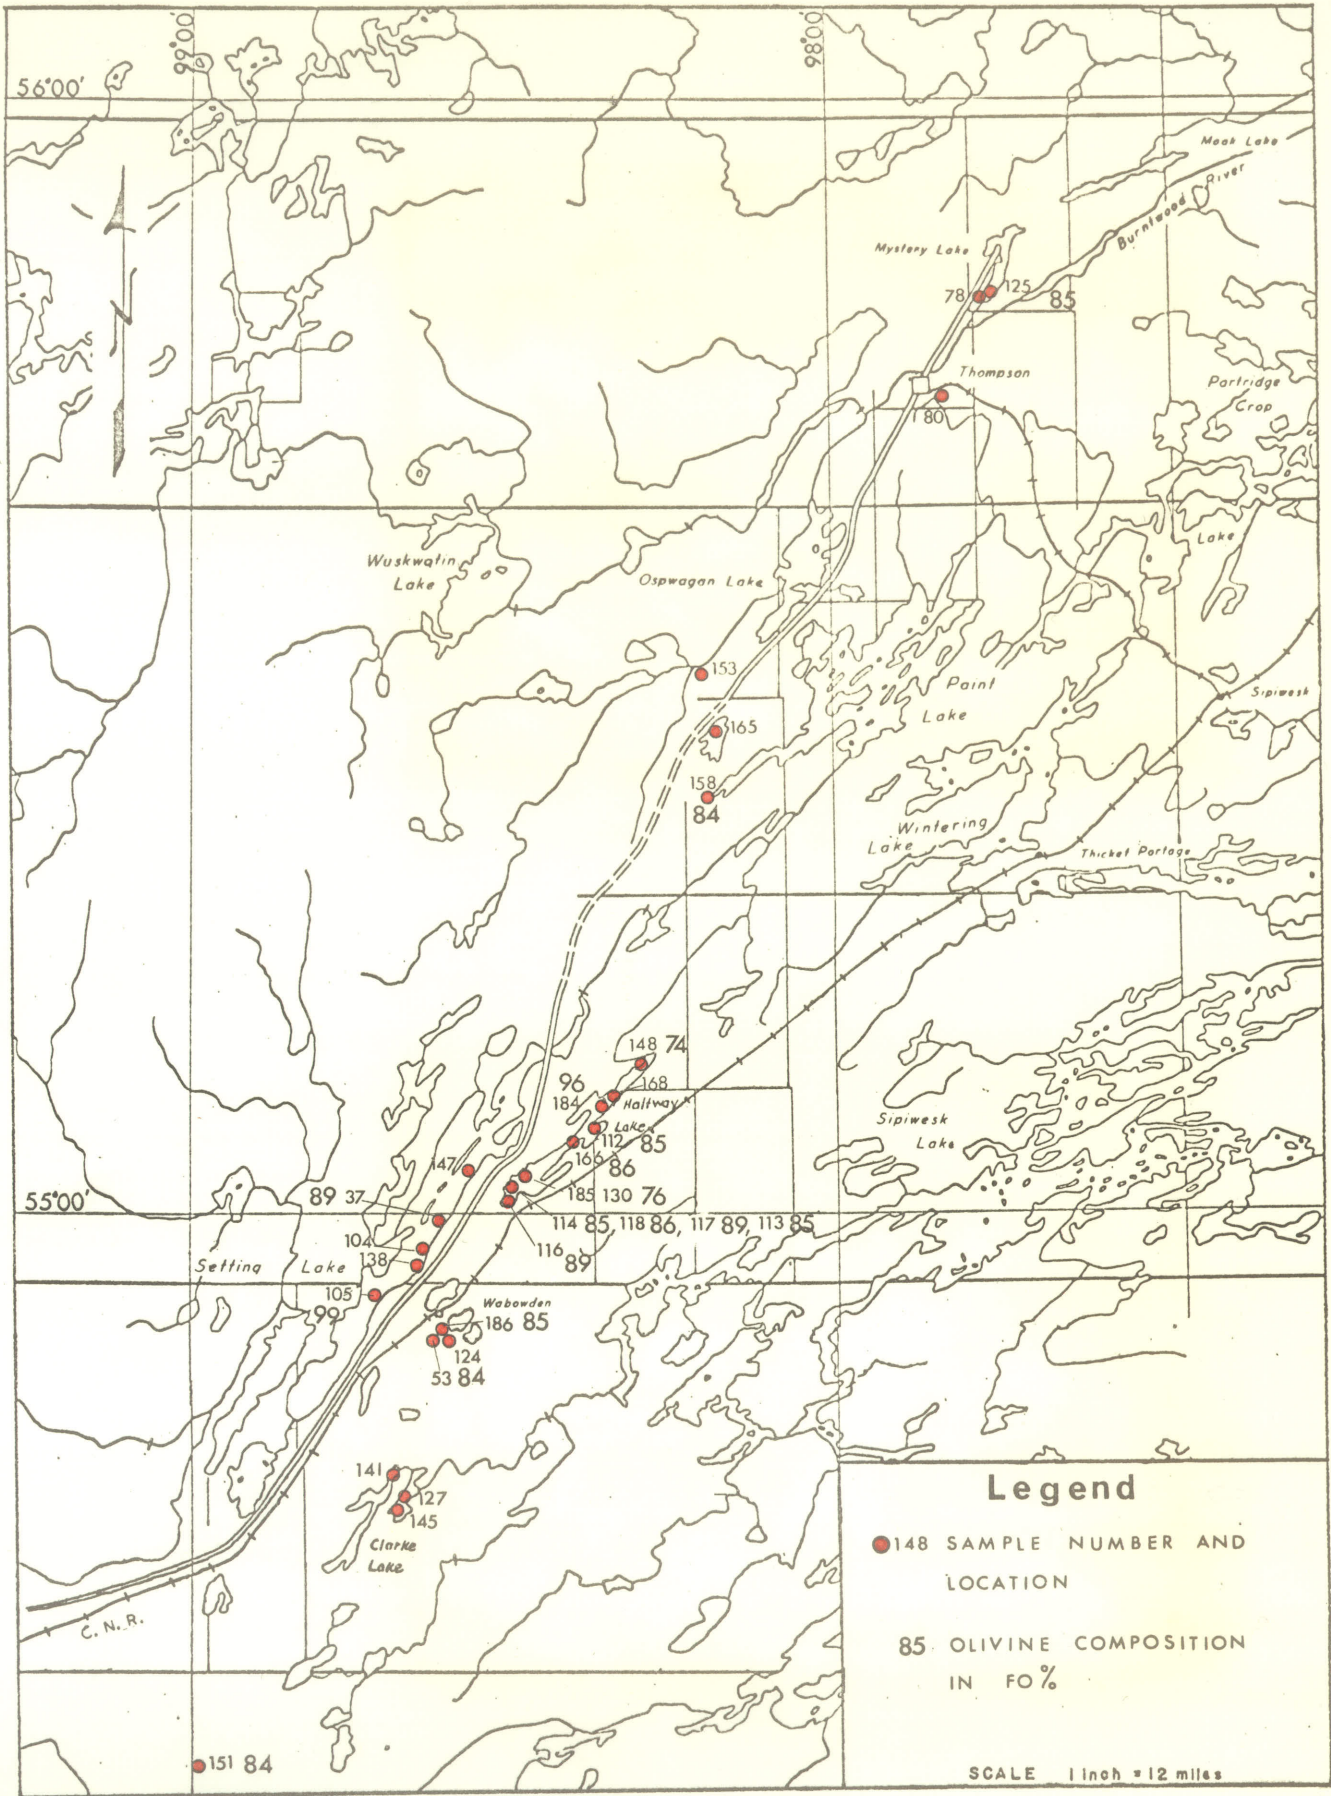 99°00'
98°00'
56°00'
Moak Lake
Burntwood River
Mystery Lake
78 125 85
Thompson
80
Partridge
Crop
Lake
Wuskwatin
Lake
Ospwagan Lake
153
Paint
Lake
Sipiwesk
165
158
84
Wintering
Lake
Thicket Portage
148 74
96 168
184 Halfway
Lake
112 85
166 86
Sipiwesk
Lake
147
185 130 76
55°00'
89 37
114 85, 118 86, 117 89, 113 85
116 89
104
138
Setting Lake
105
99
Wabowden
186 85
124
53 84
141
127
145
Clarke
Lake
C. N. R.
151 84
Legend
148 SAMPLE NUMBER AND
LOCATION
85 OLIVINE COMPOSITION
IN FO%
SCALE 1 inch = 12 miles